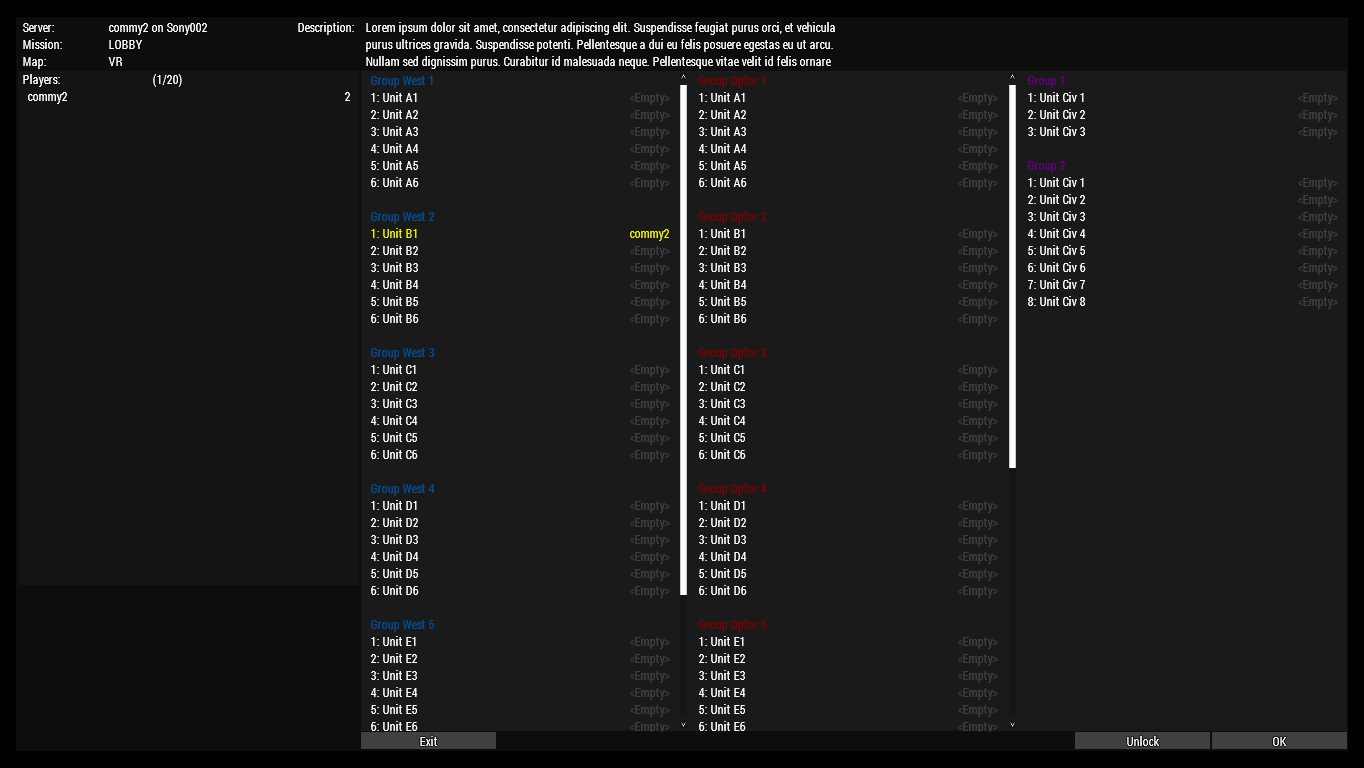 Server: commy2 on Sony002
Mission: LOBBY
Map: VR
Description: Lorem ipsum dolor sit amet, consectetur adipiscing elit. Suspendisse feugiat purus orci, et vehicula
purus ultrices gravida. Suspendisse potenti. Pellentesque a dui eu felis posuere egestas eu ut arcu.
Nullam sed dignissim purus. Curabitur id malesuada neque. Pellentesque vitae velit id felis ornare
Players: (1/20)
commy2 2
Group West 1
1: Unit A1 <Empty>
2: Unit A2 <Empty>
3: Unit A3 <Empty>
4: Unit A4 <Empty>
5: Unit A5 <Empty>
6: Unit A6 <Empty>
Group West 2
1: Unit B1 commy2
2: Unit B2 <Empty>
3: Unit B3 <Empty>
4: Unit B4 <Empty>
5: Unit B5 <Empty>
6: Unit B6 <Empty>
Group West 3
1: Unit C1 <Empty>
2: Unit C2 <Empty>
3: Unit C3 <Empty>
4: Unit C4 <Empty>
5: Unit C5 <Empty>
6: Unit C6 <Empty>
Group West 4
1: Unit D1 <Empty>
2: Unit D2 <Empty>
3: Unit D3 <Empty>
4: Unit D4 <Empty>
5: Unit D5 <Empty>
6: Unit D6 <Empty>
Group West 5
1: Unit E1 <Empty>
2: Unit E2 <Empty>
3: Unit E3 <Empty>
4: Unit E4 <Empty>
5: Unit E5 <Empty>
6: Unit E6 <Empty>
Group Opfor 1
1: Unit A1 <Empty>
2: Unit A2 <Empty>
3: Unit A3 <Empty>
4: Unit A4 <Empty>
5: Unit A5 <Empty>
6: Unit A6 <Empty>
Group Opfor 2
1: Unit B1 <Empty>
2: Unit B2 <Empty>
3: Unit B3 <Empty>
4: Unit B4 <Empty>
5: Unit B5 <Empty>
6: Unit B6 <Empty>
Group Opfor 3
1: Unit C1 <Empty>
2: Unit C2 <Empty>
3: Unit C3 <Empty>
4: Unit C4 <Empty>
5: Unit C5 <Empty>
6: Unit C6 <Empty>
Group Opfor 4
1: Unit D1 <Empty>
2: Unit D2 <Empty>
3: Unit D3 <Empty>
4: Unit D4 <Empty>
5: Unit D5 <Empty>
6: Unit D6 <Empty>
Group Opfor 5
1: Unit E1 <Empty>
2: Unit E2 <Empty>
3: Unit E3 <Empty>
4: Unit E4 <Empty>
5: Unit E5 <Empty>
6: Unit E6 <Empty>
Group 1
1: Unit Civ 1 <Empty>
2: Unit Civ 2 <Empty>
3: Unit Civ 3 <Empty>
Group 2
1: Unit Civ 1 <Empty>
2: Unit Civ 2 <Empty>
3: Unit Civ 3 <Empty>
4: Unit Civ 4 <Empty>
5: Unit Civ 5 <Empty>
6: Unit Civ 6 <Empty>
7: Unit Civ 7 <Empty>
8: Unit Civ 8 <Empty>
Exit Unlock OK